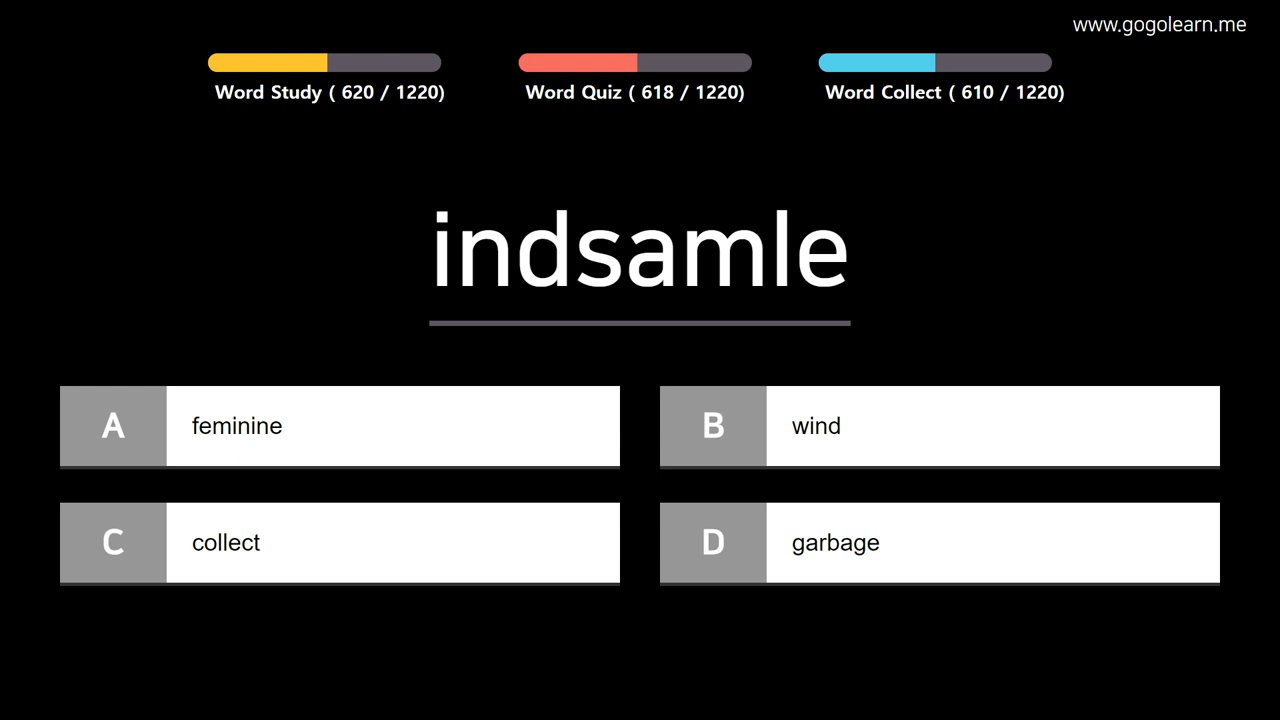 www.gogolearn.me
Word Study ( 620 / 1220)
Word Quiz ( 618 / 1220)
Word Collect ( 610 / 1220)
indsamle
A feminine
B wind
C collect
D garbage